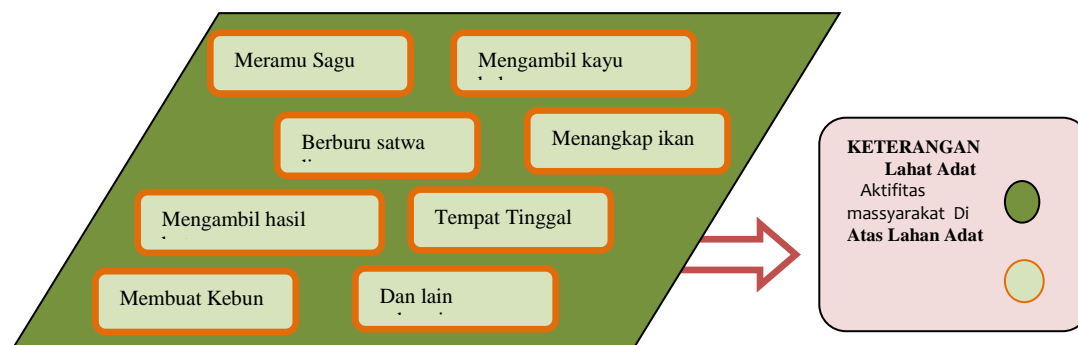 Meramu Sagu
Mengambil kayu
Berburu satwa
Menangkap ikan
Mengambil hasil
Tempat Tinggal
Membuat Kebun
Dan lain
KETERANGAN
Lahat Adat
Aktifitas
massyarakat Di
Atas Lahan Adat